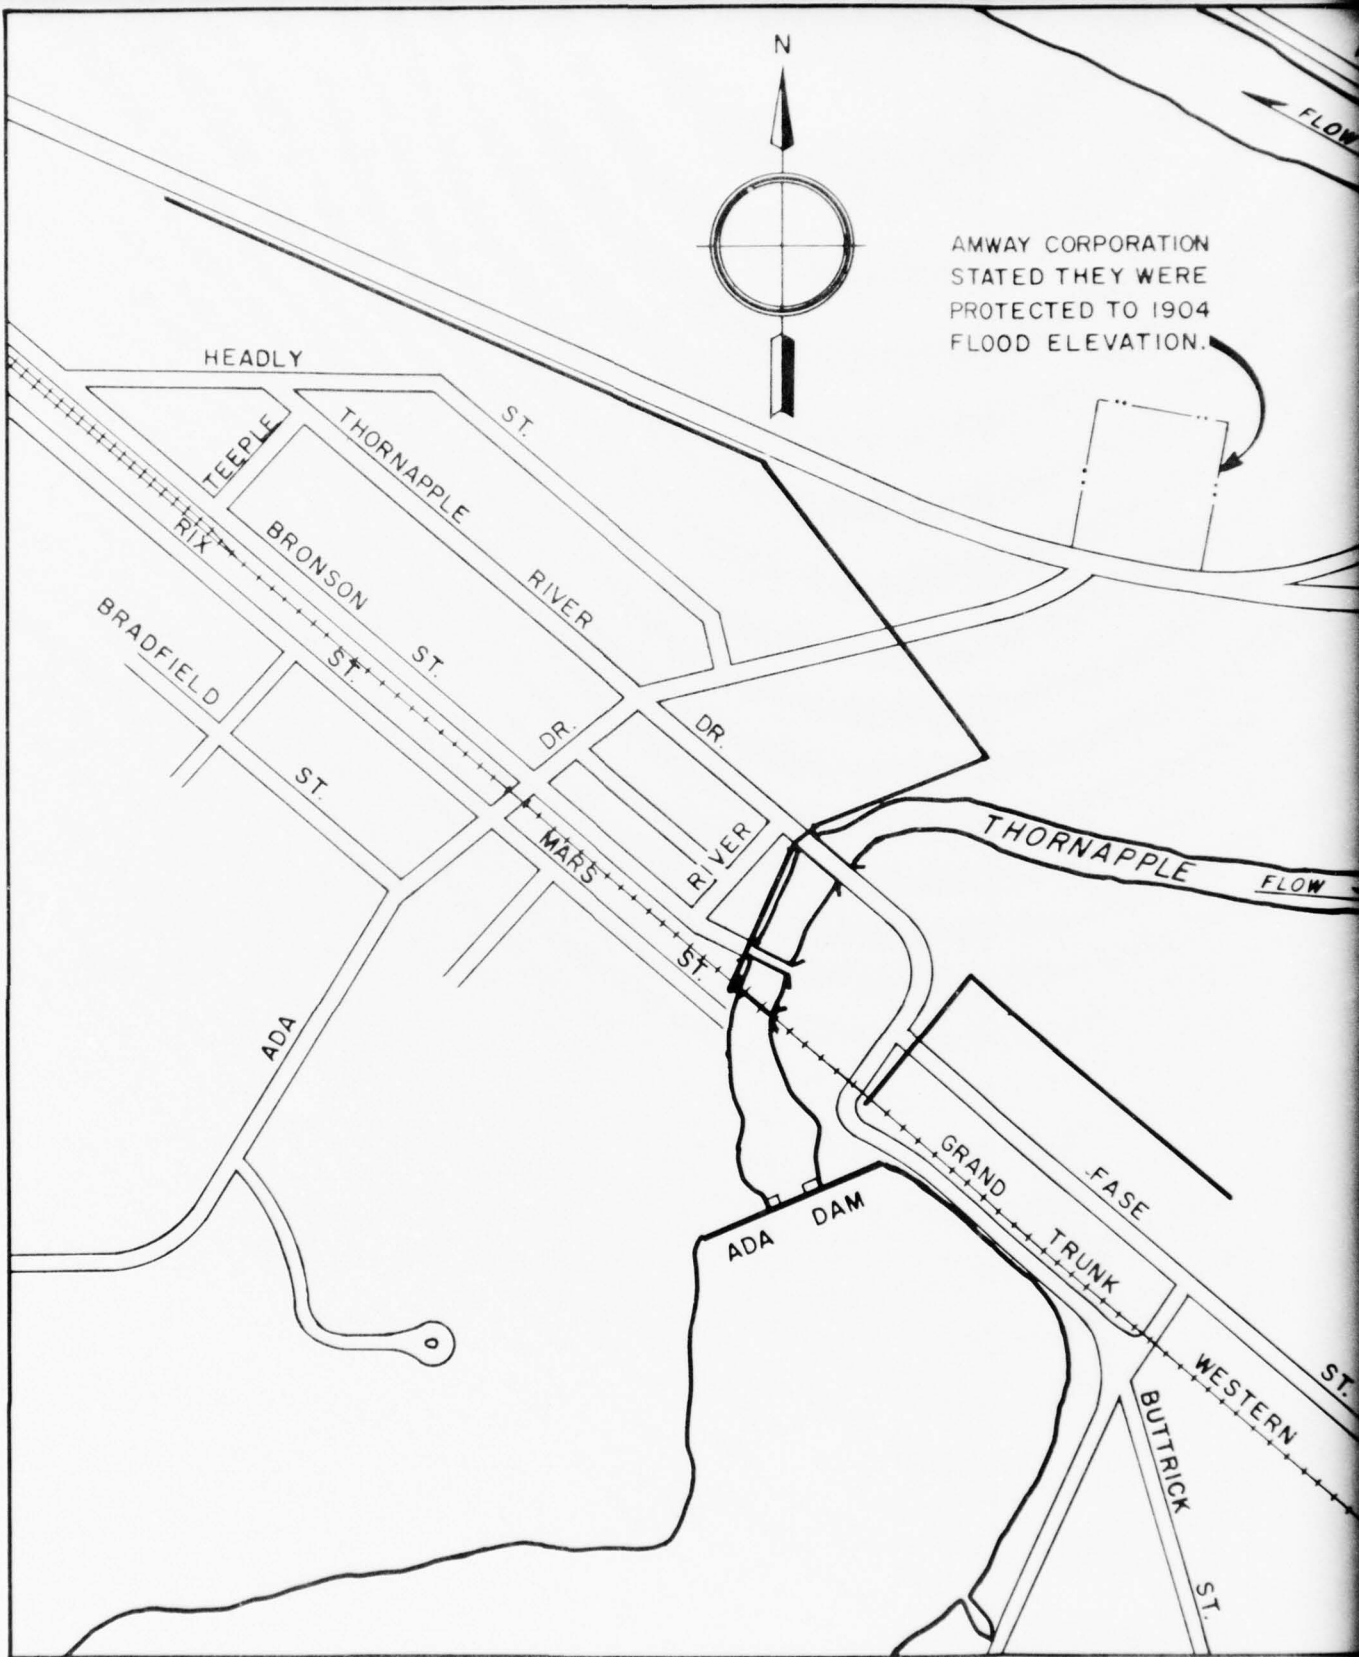 N
FLOW
AMWAY CORPORATION
STATED THEY WERE
PROTECTED TO 1904
FLOOD ELEVATION.
HEADLY
ST.
TEEPLE
THORNAPPLE
RIVER
DR.
RIX
ST.
BRONSON
ST.
BRADFIELD
ST.
DR.
MARS
ST.
RIVER
THORNAPPLE
FLOW
ADA
GRAND
TRUNK
WESTERN
FASE
ST.
ADA
DAM
BUTTRICK
ST.